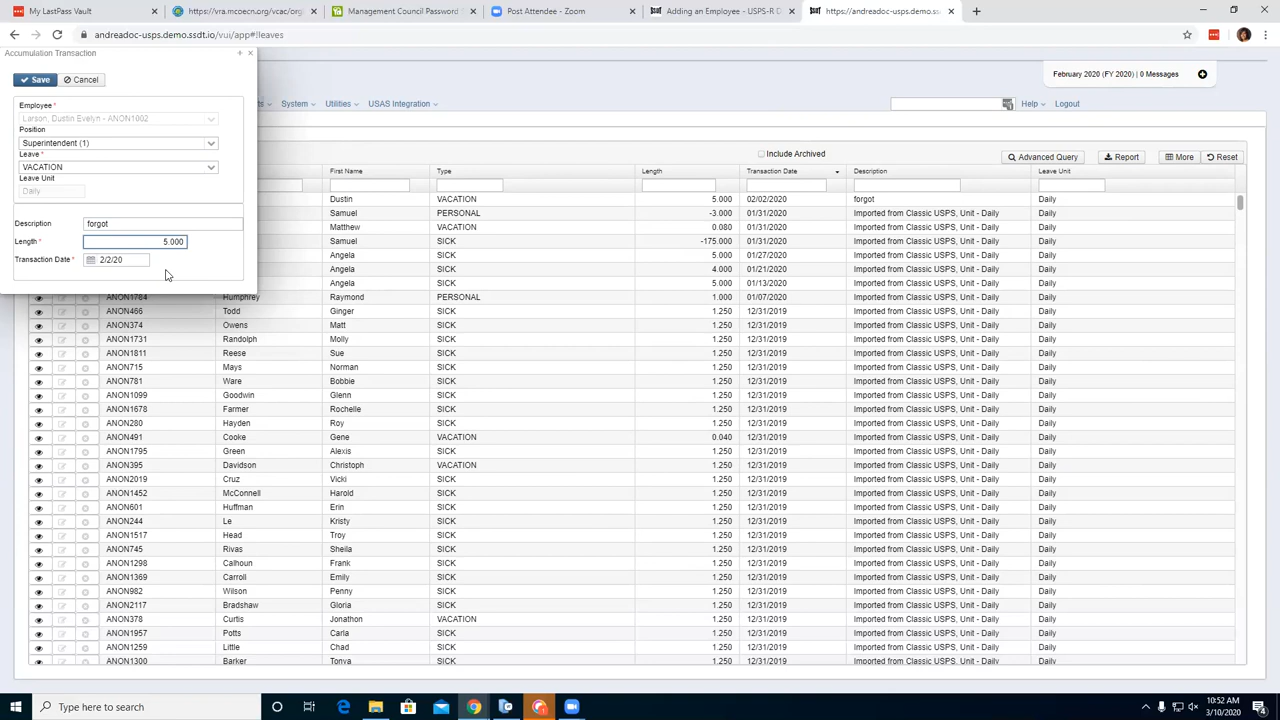 My LastPass Vault
https://vra.mcoecn.org/vcac/org/
Management Council Password
Post Attendee - Zoom
Adding an Employee - USPS-R D
https://andreadoc-usps.demo.ss
andreadoc-usps.demo.ssdt.io/vui/app#!leaves
Accumulation Transaction
February 2020 (FY 2020) | 0 Messages
Save Cancel
Employee *
System Utilities USAS Integration Help Logout
Larson, Dustin Evelyn - ANON1002
Position
Superintendent (1)
Leave *
VACATION
Leave Unit
Daily
Description forgot
Length * 5.000
Transaction Date * 2/2/20
Include Archived Advanced Query Report More Reset
First Name Type Length Transaction Date Description Leave Unit
Dustin VACATION 5.000 02/02/2020 forgot Daily
Samuel PERSONAL -3.000 01/31/2020 Imported from Classic USPS, Unit - Daily Daily
Matthew VACATION 0.080 01/31/2020 Imported from Classic USPS, Unit - Daily Daily
Samuel SICK -175.000 01/31/2020 Imported from Classic USPS, Unit - Daily Daily
Angela SICK 5.000 01/27/2020 Imported from Classic USPS, Unit - Daily Daily
Angela SICK 4.000 01/21/2020 Imported from Classic USPS, Unit - Daily Daily
Angela SICK 5.000 01/13/2020 Imported from Classic USPS, Unit - Daily Daily
ANON1784 Humphrey Raymond PERSONAL 1.000 01/07/2020 Imported from Classic USPS, Unit - Daily Daily
ANON466 Todd Ginger SICK 1.250 12/31/2019 Imported from Classic USPS, Unit - Daily Daily
ANON374 Owens Matt SICK 1.250 12/31/2019 Imported from Classic USPS, Unit - Daily Daily
ANON1731 Randolph Molly SICK 1.250 12/31/2019 Imported from Classic USPS, Unit - Daily Daily
ANON1811 Reese Sue SICK 1.250 12/31/2019 Imported from Classic USPS, Unit - Daily Daily
ANON715 Mays Norman SICK 1.250 12/31/2019 Imported from Classic USPS, Unit - Daily Daily
ANON781 Ware Bobbie SICK 1.250 12/31/2019 Imported from Classic USPS, Unit - Daily Daily
ANON1099 Goodwin Glenn SICK 1.250 12/31/2019 Imported from Classic USPS, Unit - Daily Daily
ANON1678 Farmer Rochelle SICK 1.250 12/31/2019 Imported from Classic USPS, Unit - Daily Daily
ANON280 Hayden Roy SICK 1.250 12/31/2019 Imported from Classic USPS, Unit - Daily Daily
ANON491 Cooke Gene VACATION 0.040 12/31/2019 Imported from Classic USPS, Unit - Daily Daily
ANON1795 Green Alexis SICK 1.250 12/31/2019 Imported from Classic USPS, Unit - Daily Daily
ANON395 Davidson Christoph VACATION 1.250 12/31/2019 Imported from Classic USPS, Unit - Daily Daily
ANON2019 Cruz Vicki SICK 1.250 12/31/2019 Imported from Classic USPS, Unit - Daily Daily
ANON1452 McConnell Harold SICK 1.250 12/31/2019 Imported from Classic USPS, Unit - Daily Daily
ANON601 Huffman Erin SICK 1.250 12/31/2019 Imported from Classic USPS, Unit - Daily Daily
ANON244 Le Kristy SICK 1.250 12/31/2019 Imported from Classic USPS, Unit - Daily Daily
ANON1517 Head Troy SICK 1.250 12/31/2019 Imported from Classic USPS, Unit - Daily Daily
ANON745 Rivas Sheila SICK 1.250 12/31/2019 Imported from Classic USPS, Unit - Daily Daily
ANON298 Calhoun Frank SICK 1.250 12/31/2019 Imported from Classic USPS, Unit - Daily Daily
ANON1369 Carroll Emily SICK 1.250 12/31/2019 Imported from Classic USPS, Unit - Daily Daily
ANON982 Wilson Penny SICK 1.250 12/31/2019 Imported from Classic USPS, Unit - Daily Daily
ANON2117 Bradshaw Gloria SICK 1.250 12/31/2019 Imported from Classic USPS, Unit - Daily Daily
ANON378 Curtis Jonathon VACATION 1.250 12/31/2019 Imported from Classic USPS, Unit - Daily Daily
ANON1957 Potts Carla SICK 1.250 12/31/2019 Imported from Classic USPS, Unit - Daily Daily
ANON1259 Little Chad SICK 1.250 12/31/2019 Imported from Classic USPS, Unit - Daily Daily
ANON1300 Barker Tonya SICK 1.250 12/31/2019 Imported from Classic USPS, Unit - Daily Daily
Type here to search
10:52 AM
3/10/2020